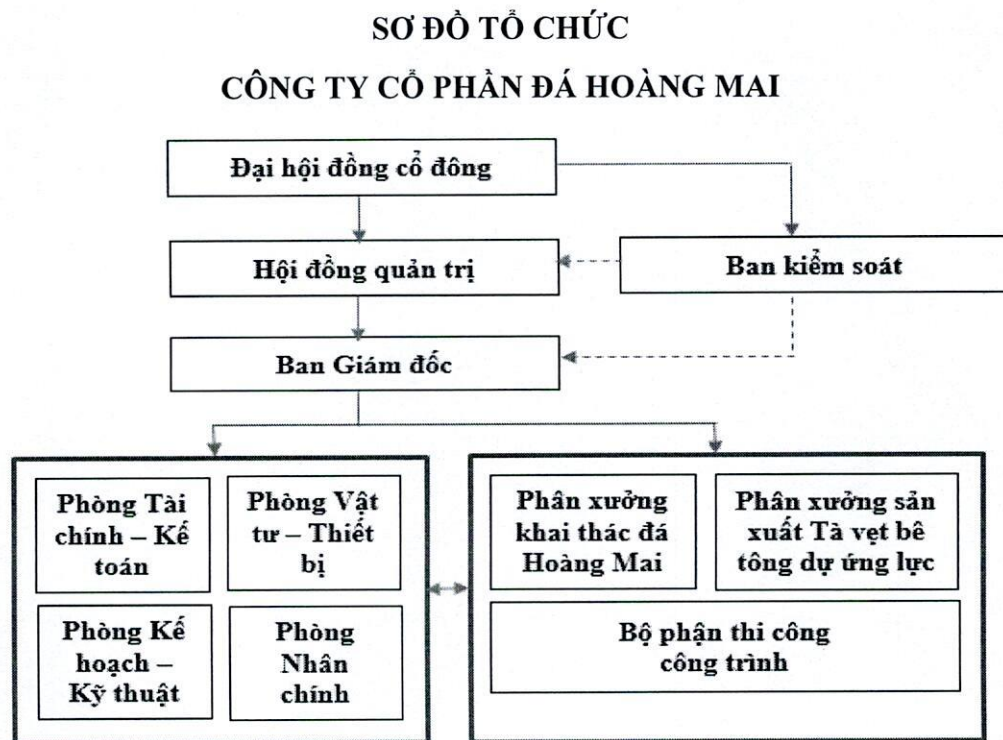 SƠ ĐỒ TỔ CHỨC
CÔNG TY CỔ PHẦN ĐÁ HOÀNG MAI
Đại hội đồng cổ đông
Hội đồng quản trị
Ban kiểm soát
Ban Giám đốc
Phòng Tài
chính – Kế
toán
Phòng Vật
tư – Thiết
bị
Phân xưởng
khai thác đá
Hoàng Mai
Phân xưởng sản
xuất Tà vẹt bê
tông dự ứng lực
Phòng Kế
hoạch –
Kỹ thuật
Phòng
Nhân
chính
Bộ phận thi công
công trình